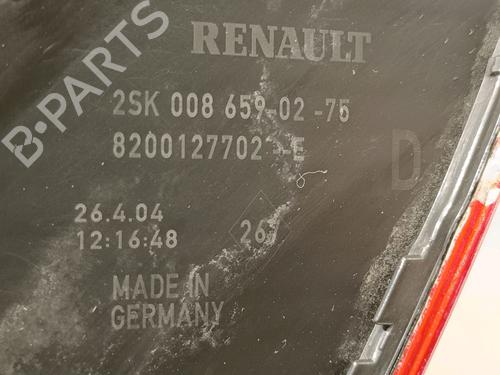 B-PARTS
RENAULT
2SK 008 659-02-75
8200127702--E
D
26.4.04
12:16:48
26
MADE IN
GERMANY